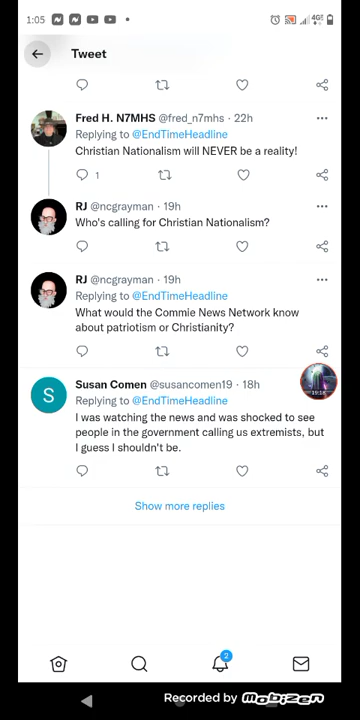 1:05
4GE
Tweet
Fred H. N7MHS @fred_n7mhs · 22h
Replying to @EndTimeHeadline
Christian Nationalism will NEVER be a reality!
1
RJ @ncgrayman · 19h
Who's calling for Christian Nationalism?
RJ @ncgrayman · 19h
Replying to @EndTimeHeadline
What would the Commie News Network know
about patriotism or Christianity?
S
Susan Comen @susancomen19 · 18h
Replying to @EndTimeHeadline
I was watching the news and was shocked to see
people in the government calling us extremists, but
I guess I shouldn't be.
Show more replies
2
Recorded by mobizen